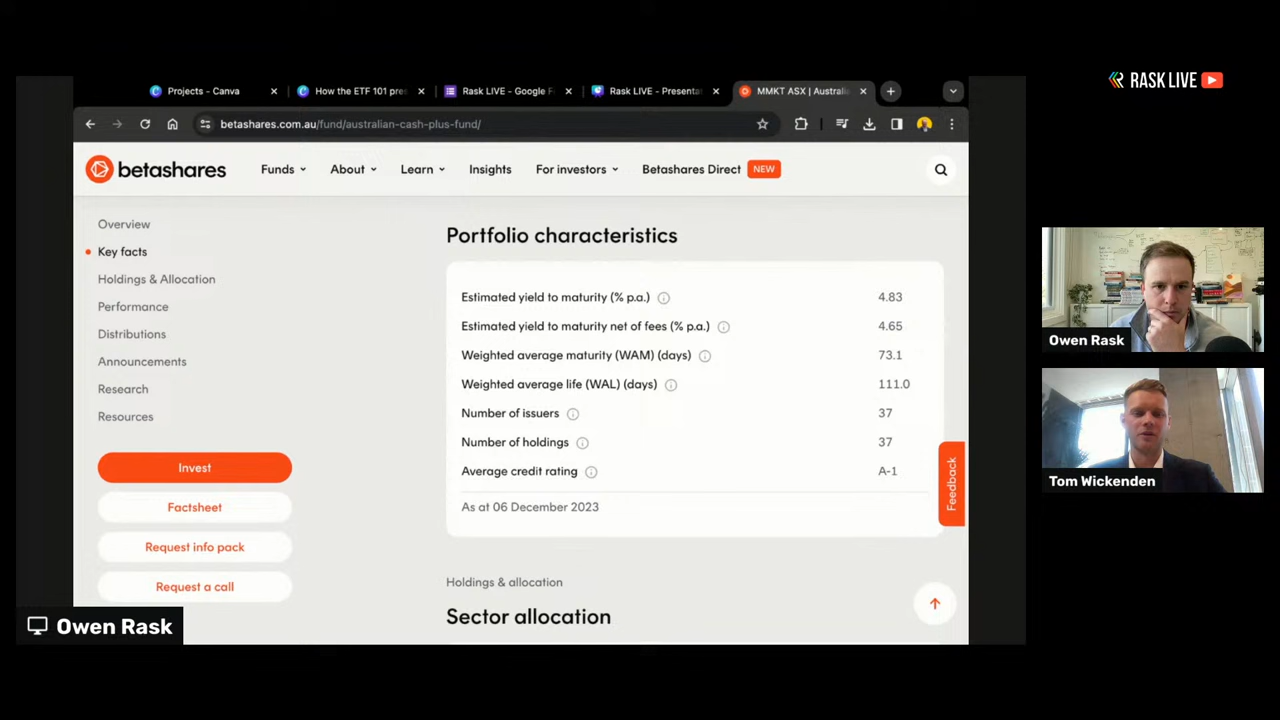 RASK LIVE
Projects - Canva
How the ETF 101 pres
Rask LIVE - Google F
Rask LIVE - Presentat
MMKT ASX | Australia
betashares.com.au/fund/australian-cash-plus-fund/
betashares
Funds
About
Learn
Insights
For investors
Betashares Direct
NEW
Overview
Key facts
Holdings & Allocation
Performance
Distributions
Announcements
Research
Resources
Invest
Factsheet
Request info pack
Request a call
Portfolio characteristics
Estimated yield to maturity (% p.a.) 4.83
Estimated yield to maturity net of fees (% p.a.) 4.65
Weighted average maturity (WAM) (days) 73.1
Weighted average life (WAL) (days) 111.0
Number of issuers 37
Number of holdings 37
Average credit rating A-1
As at 06 December 2023
Holdings & allocation
Sector allocation
Feedback
Owen Rask
Owen Rask
Tom Wickenden